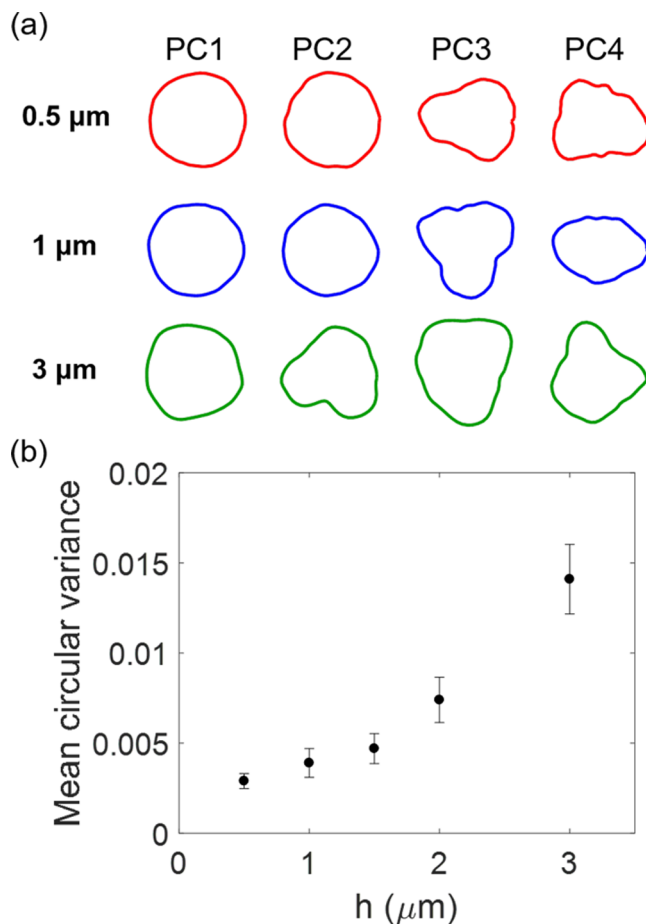 (a)
PC1 PC2 PC3 PC4
0.5 µm
1 µm
3 µm
(b)
0.02
0.015
0.01
0.005
0
Mean circular variance
0 1 2 3
h (μm)